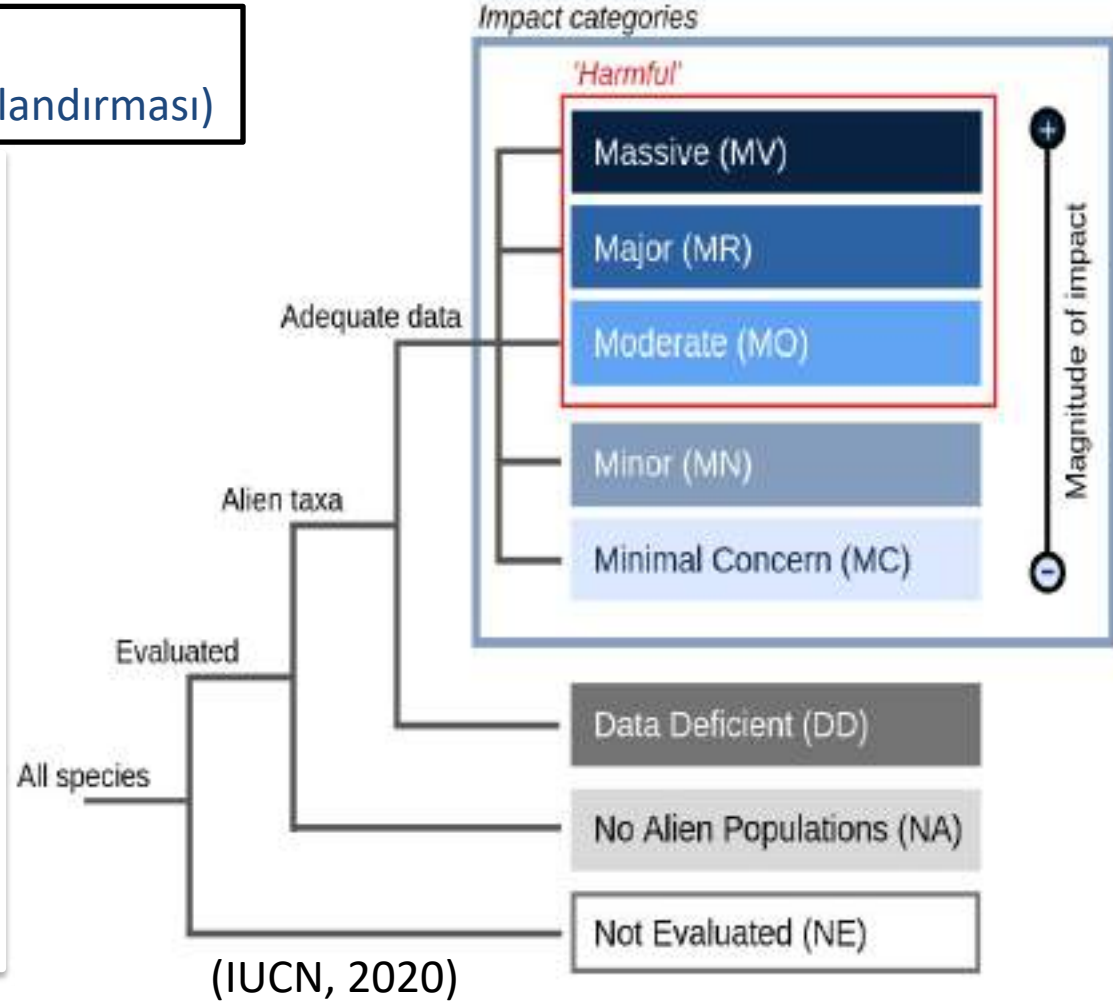 landırması)
Impact categories
'Harmful'
Massive (MV)
Major (MR)
Moderate (MO)
Minor (MN)
Minimal Concern (MC)
+
-
Magnitude of impact
Adequate data
Alien taxa
Evaluated
All species
Data Deficient (DD)
No Alien Populations (NA)
Not Evaluated (NE)
(IUCN, 2020)